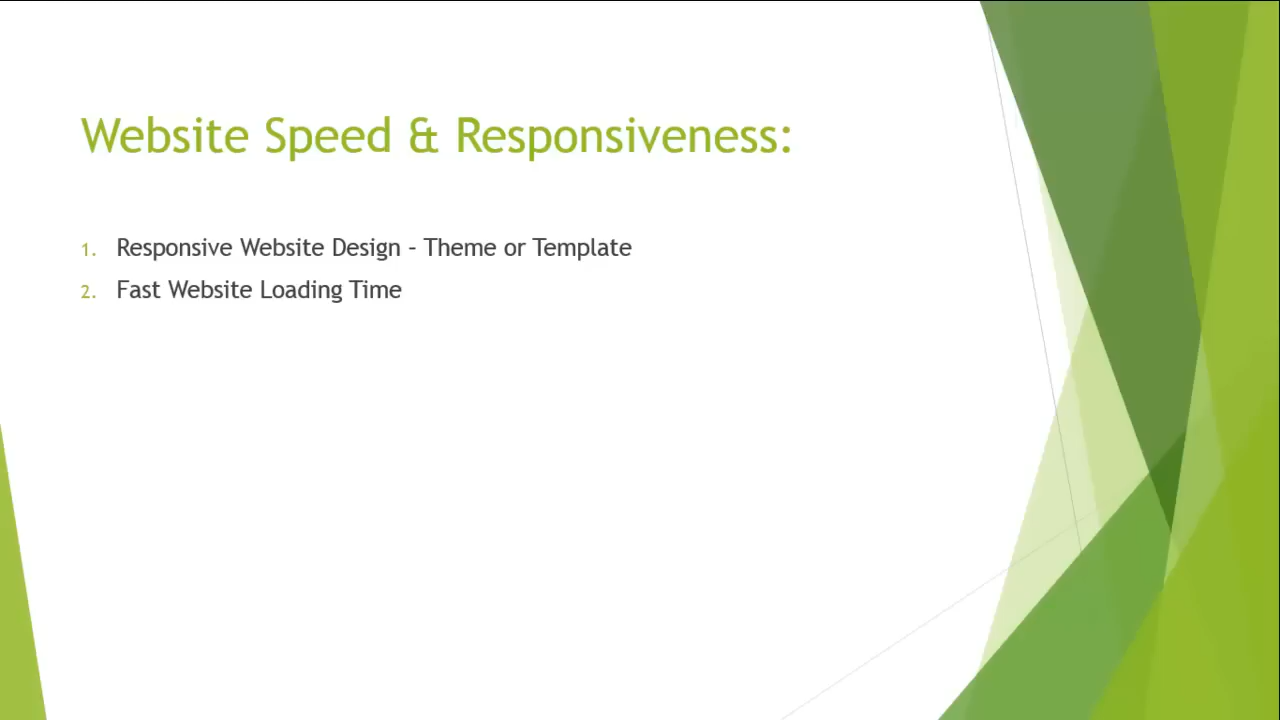 Website Speed & Responsiveness:
1. Responsive Website Design – Theme or Template
2. Fast Website Loading Time